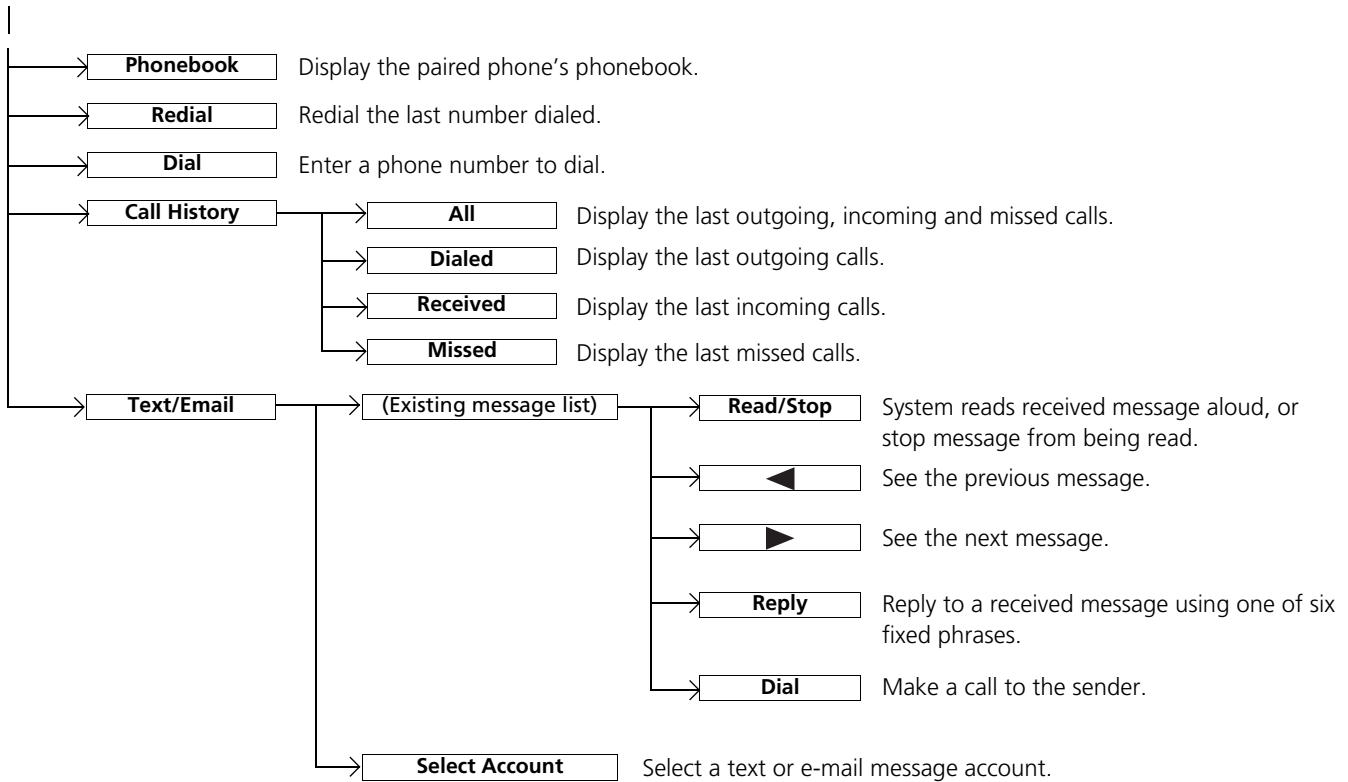 Phonebook Display the paired phone's phonebook.
Redial Redial the last number dialed.
Dial Enter a phone number to dial.
Call History All Display the last outgoing, incoming and missed calls.
Dialed Display the last outgoing calls.
Received Display the last incoming calls.
Missed Display the last missed calls.
Text/Email (Existing message list) Read/Stop System reads received message aloud, or
stop message from being read.
See the previous message.
See the next message.
Reply Reply to a received message using one of six
fixed phrases.
Dial Make a call to the sender.
Select Account Select a text or e-mail message account.